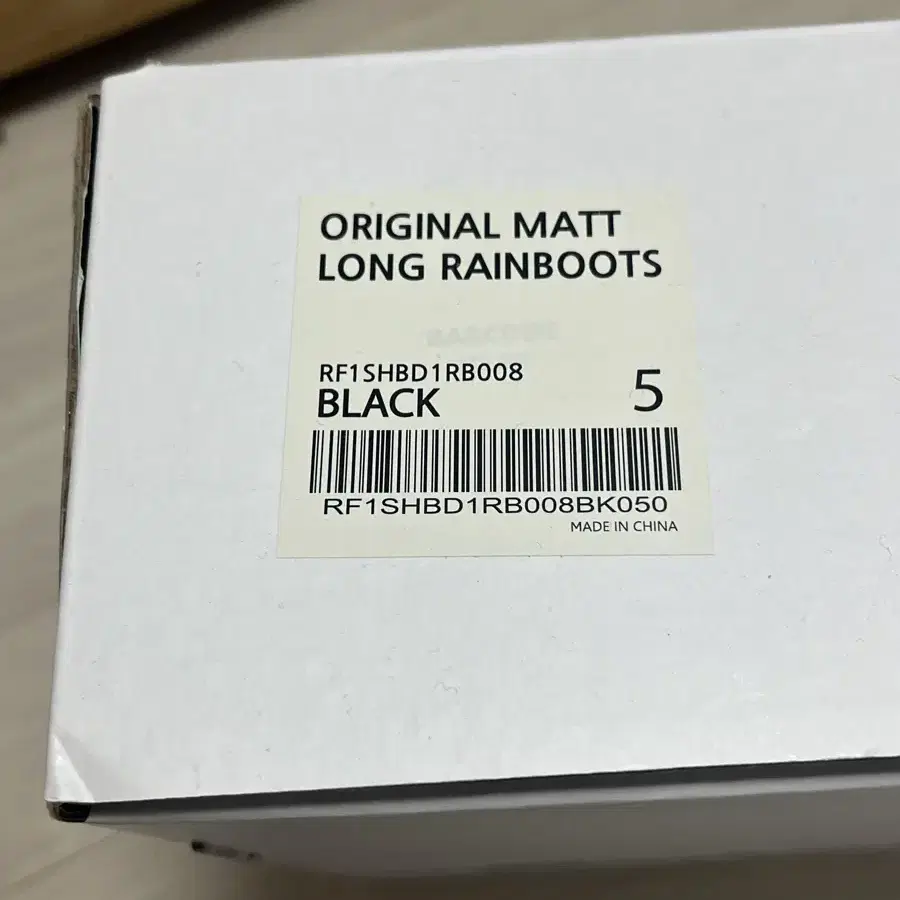 ORIGINAL MATT
LONG RAINBOOTS
RF1SHBD1RB008
BLACK 5
RF1SHBD1RB008BK050
MADE IN CHINA